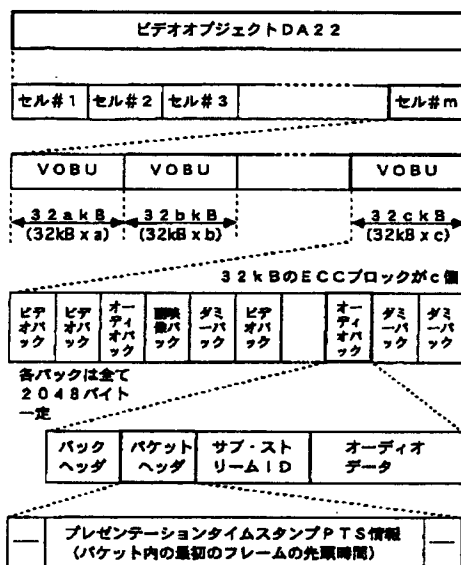 ビデオオブジェクトDA22
セル#1 セル#2 セル#3 セル#m
VOBU VOBU VOBU
32akB 32bkB 32ckB
(32kB x a) (32kB x b) (32kB x c)
32kBのECCブロックがc個
ビデオパック ビデオパック オーディオパック 副映像パック ダミーパック ビデオパック オーディオパック ダミーパック ダミーパック
各パックは全て
2048バイト
一定
パック パケット サブ・スト オーディオ
ヘッダ ヘッダ リームID データ
プレゼンテーションタイムスタンプPTS情報
(パケット内の最初のフレームの先頭時間)